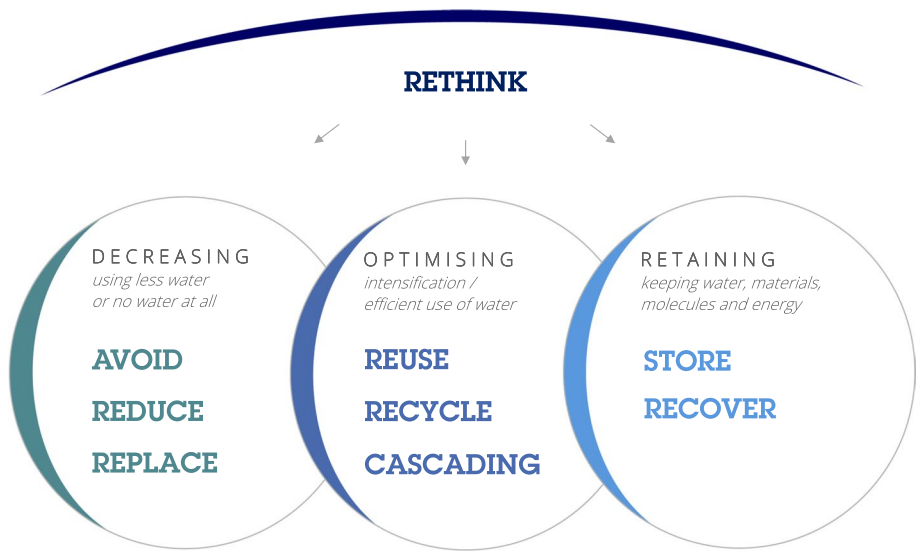 RETHINK
DECREASING
using less water
or no water at all
AVOID
REDUCE
REPLACE
OPTIMISING
intensification /
efficient use of water
REUSE
RECYCLE
CASCADING
RETAINING
keeping water, materials,
molecules and energy
STORE
RECOVER